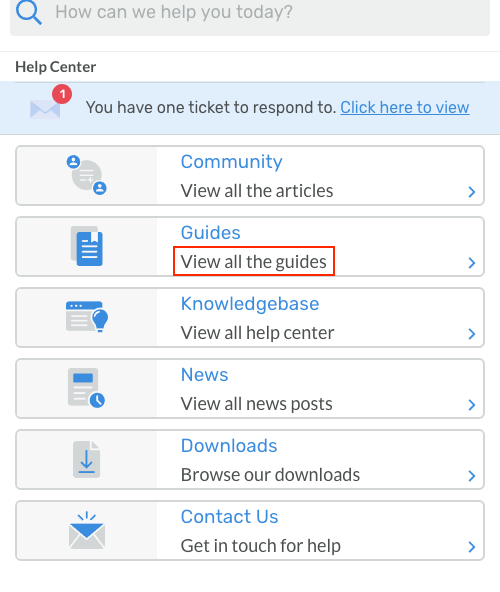 How can we help you today?
Help Center
1
You have one ticket to respond to. Click here to view
Community
View all the articles
Guides
View all the guides
Knowledgebase
View all help center
News
View all news posts
Downloads
Browse our downloads
Contact Us
Get in touch for help